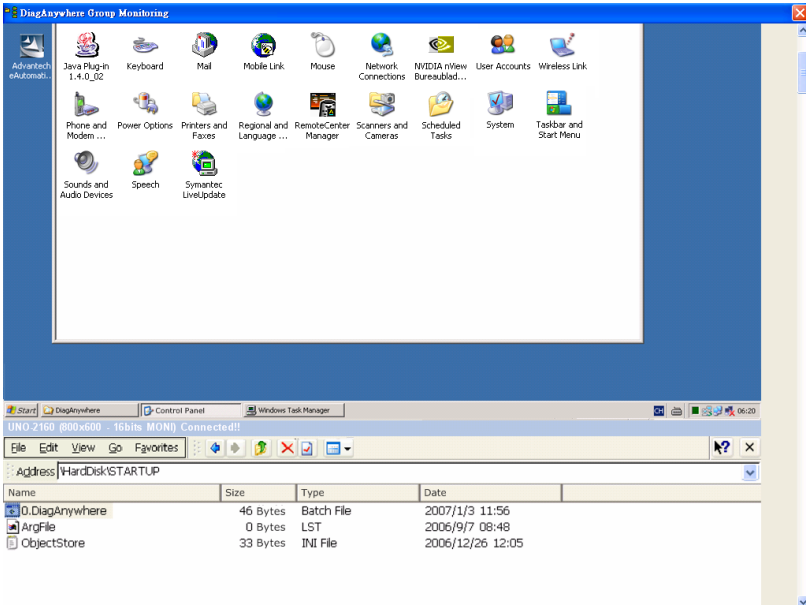 DiagAnywhere Group Monitoring
Advantech
eAutomati...
Java Plug-in
1.4.0_02
Keyboard
Mail
Mobile Link
Mouse
Network
Connections
NVIDIA nView
Bureaublad...
User Accounts
Wireless Link
Phone and
Modem ...
Power Options
Printers and
Faxes
Regional and
Language ...
RemoteCenter
Manager
Scanners and
Cameras
Scheduled
Tasks
System
Taskbar and
Start Menu
Sounds and
Audio Devices
Speech
Symantec
LiveUpdate
Start DiagAnywhere Control Panel Windows Task Manager CH 06:20
UNO-2160 (800x600 - 16bits MONI) Connected!!
File Edit View Go Favorites
Address \HardDisk\STARTUP
Name Size Type Date
0.DiagAnywhere 46 Bytes Batch File 2007/1/3 11:56
ArgFile 0 Bytes LST 2006/9/7 08:48
ObjectStore 33 Bytes INI File 2006/12/26 12:05